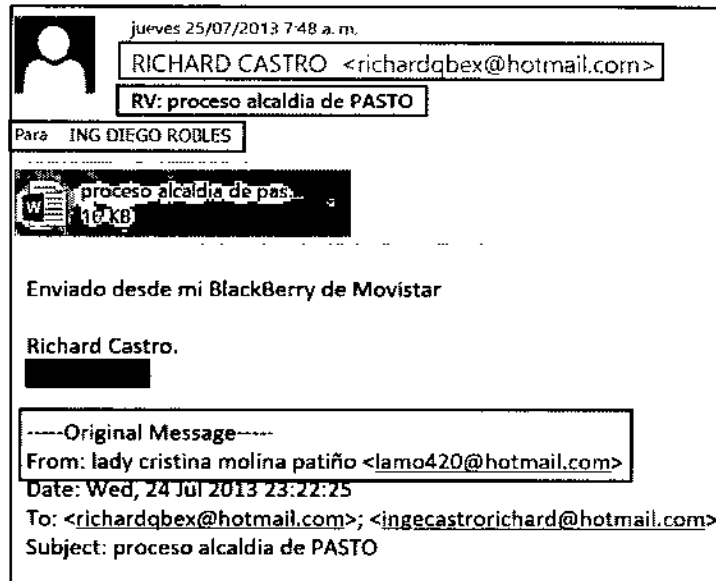 jueves 25/07/2013 7:48 a. m.
RICHARD CASTRO <richardqbex@hotmail.com>
RV: proceso alcaldia de PASTO
Para ING DIEGO ROBLES
proceso alcaldia de pas...
16 KB
Enviado desde mi BlackBerry de Movistar
Richard Castro.
-----Original Message-----
From: lady cristina molina patiño <lamo420@hotmail.com>
Date: Wed, 24 Jul 2013 23:22:25
To: <richardqbex@hotmail.com>; <ingecastrorichard@hotmail.com>
Subject: proceso alcaldia de PASTO